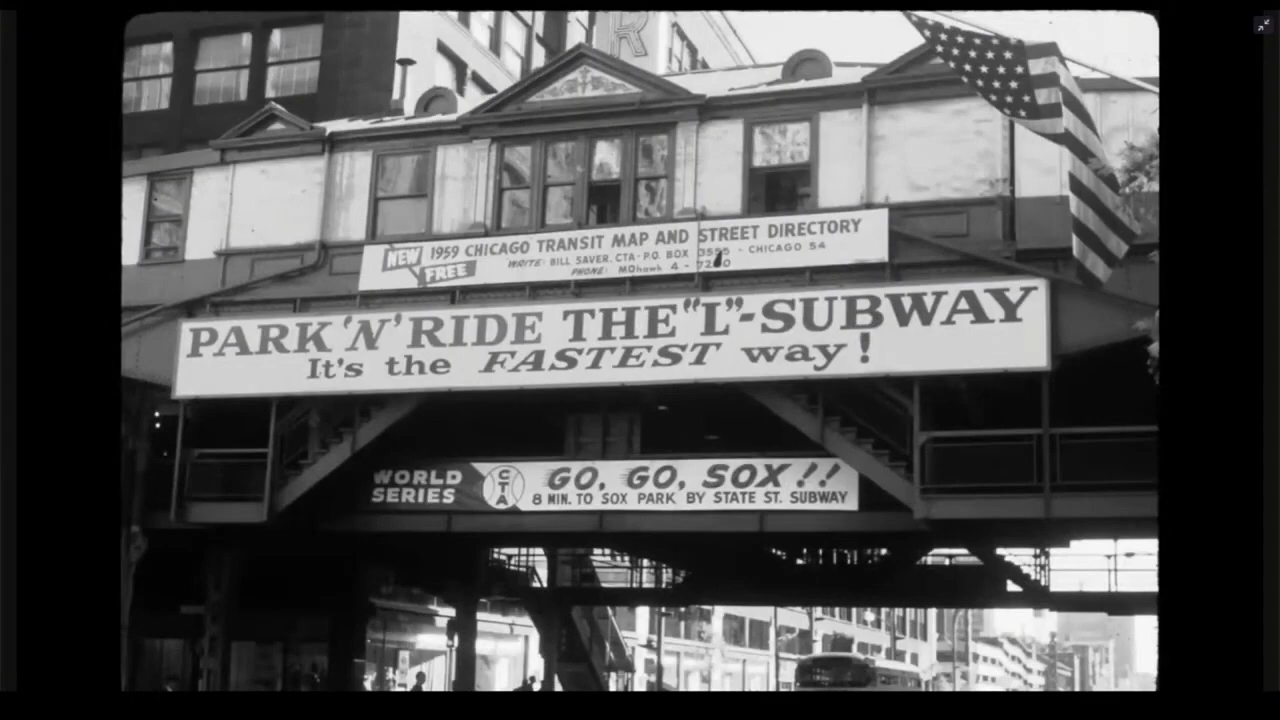 R
NEW FREE
1959 CHICAGO TRANSIT MAP AND STREET DIRECTORY
WRITE: BILL SAVER, CTA - P.O. BOX 3555 - CHICAGO 54
PHONE: MOhawk 4 -
PARK 'N' RIDE THE "L"-SUBWAY
It's the FASTEST way!
WORLD SERIES
CTA
GO, GO, SOX!!
8 MIN. TO SOX PARK BY STATE ST. SUBWAY